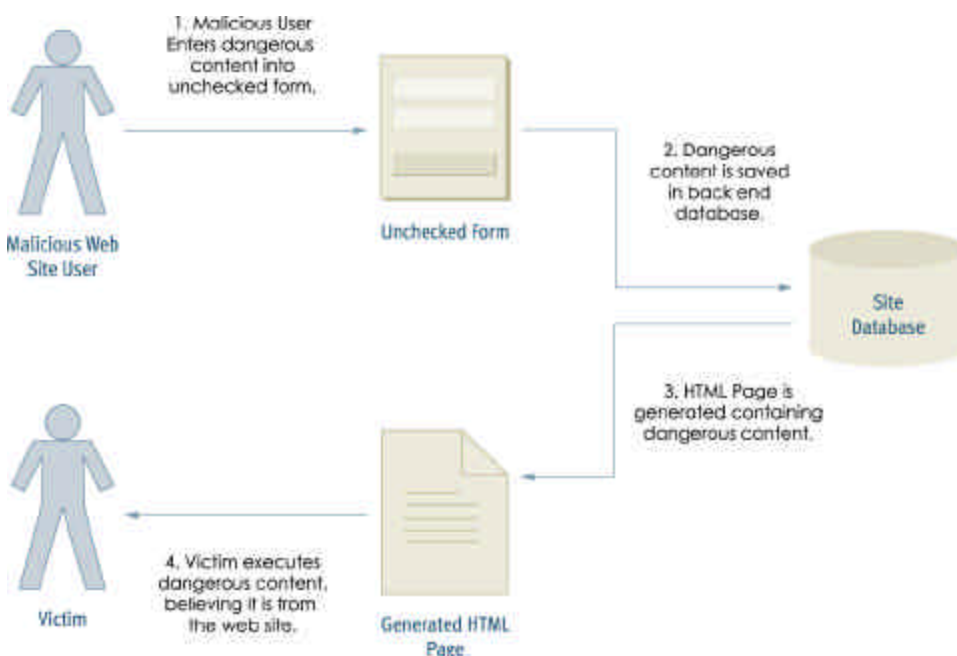 1. Malicious User
Enters dangerous
content into
unchecked form.
2. Dangerous
content is saved
in back end
database.
Malicious Web
Site User
Unchecked Form
Site
Database
3. HTML Page is
generated containing
dangerous content.
4. Victim executes
dangerous content,
believing it is from
the web site.
Victim
Generated HTML
Page